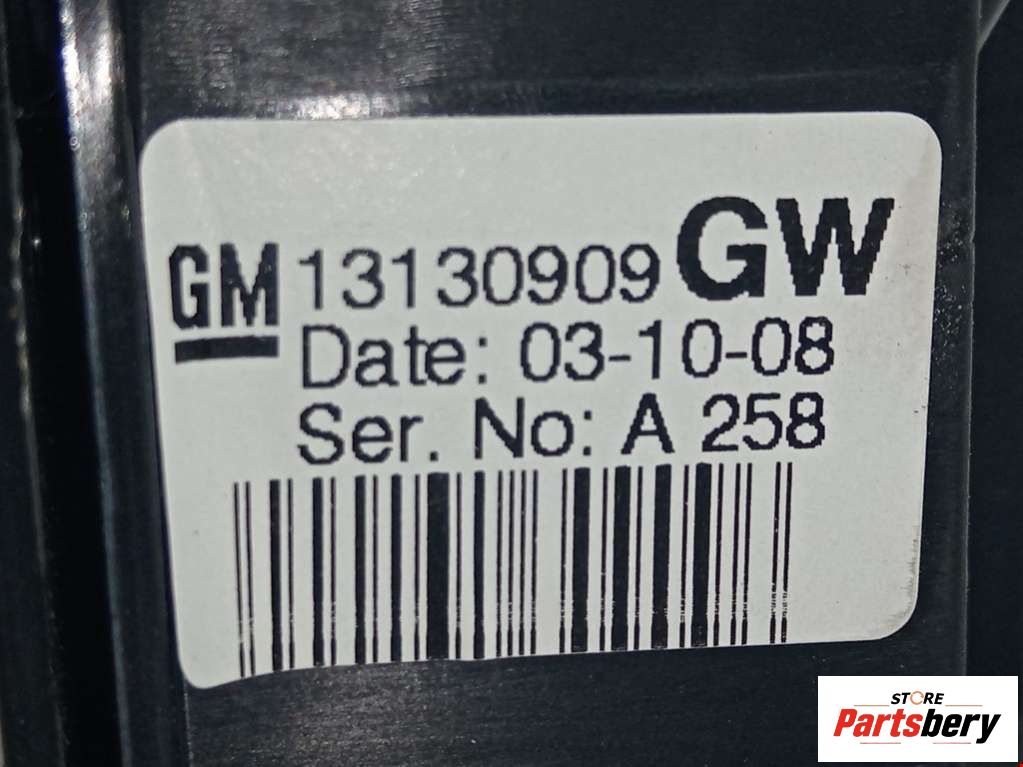 GM 13130909 GW
Date: 03-10-08
Ser. No: A 258
STORE
Partsbery